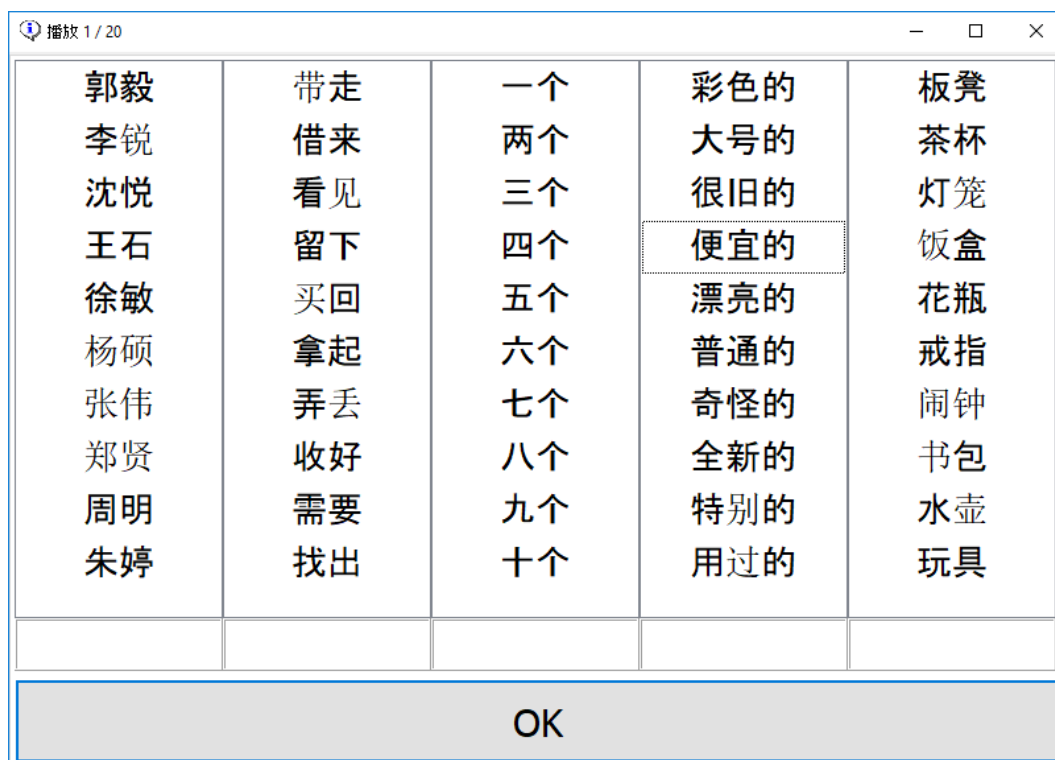 播放 1 / 20
郭毅 带走 一个 彩色的 板凳
李锐 借来 两个 大号的 茶杯
沈悦 看见 三个 很旧的 灯笼
王石 留下 四个 便宜的 饭盒
徐敏 买回 五个 漂亮的 花瓶
杨硕 拿起 六个 普通的 戒指
张伟 弄丢 七个 奇怪的 闹钟
郑贤 收好 八个 全新的 书包
周明 需要 九个 特别的 水壶
朱婷 找出 十个 用过的 玩具
OK